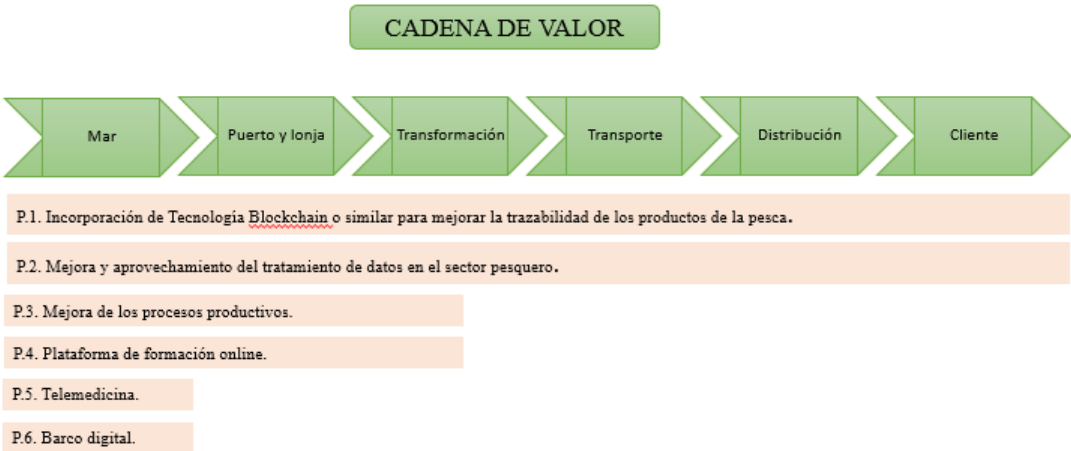 CADENA DE VALOR
Mar
Puerto y lonja
Transformación
Transporte
Distribución
Cliente
P.1. Incorporación de Tecnología Blockchain o similar para mejorar la trazabilidad de los productos de la pesca.
P.2. Mejora y aprovechamiento del tratamiento de datos en el sector pesquero.
P.3. Mejora de los procesos productivos.
P.4. Plataforma de formación online.
P.5. Telemedicina.
P.6. Barco digital.